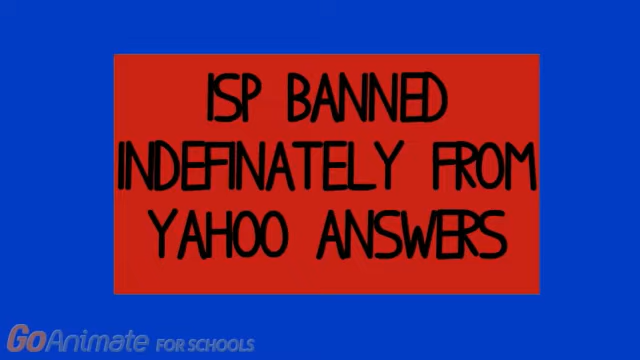 ISP BANNED
INDEFINATELY FROM
YAHOO ANSWERS
GoAnimate FOR SCHOOLS